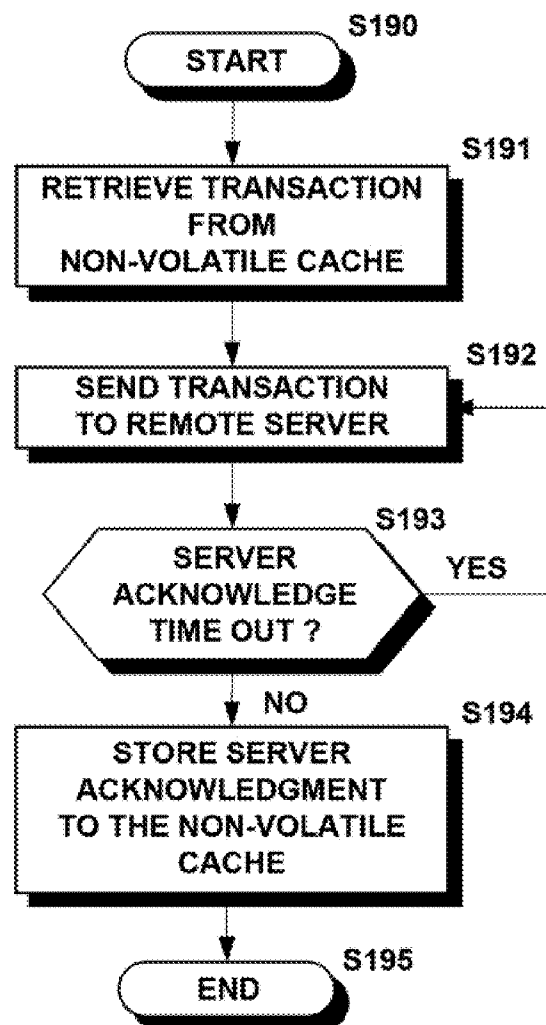 S190
START
S191
RETRIEVE TRANSACTION
FROM
NON-VOLATILE CACHE
S192
SEND TRANSACTION
TO REMOTE SERVER
S193
SERVER
ACKNOWLEDGE
TIME OUT ?
YES
NO
S194
STORE SERVER
ACKNOWLEDGMENT
TO THE NON-VOLATILE
CACHE
S195
END